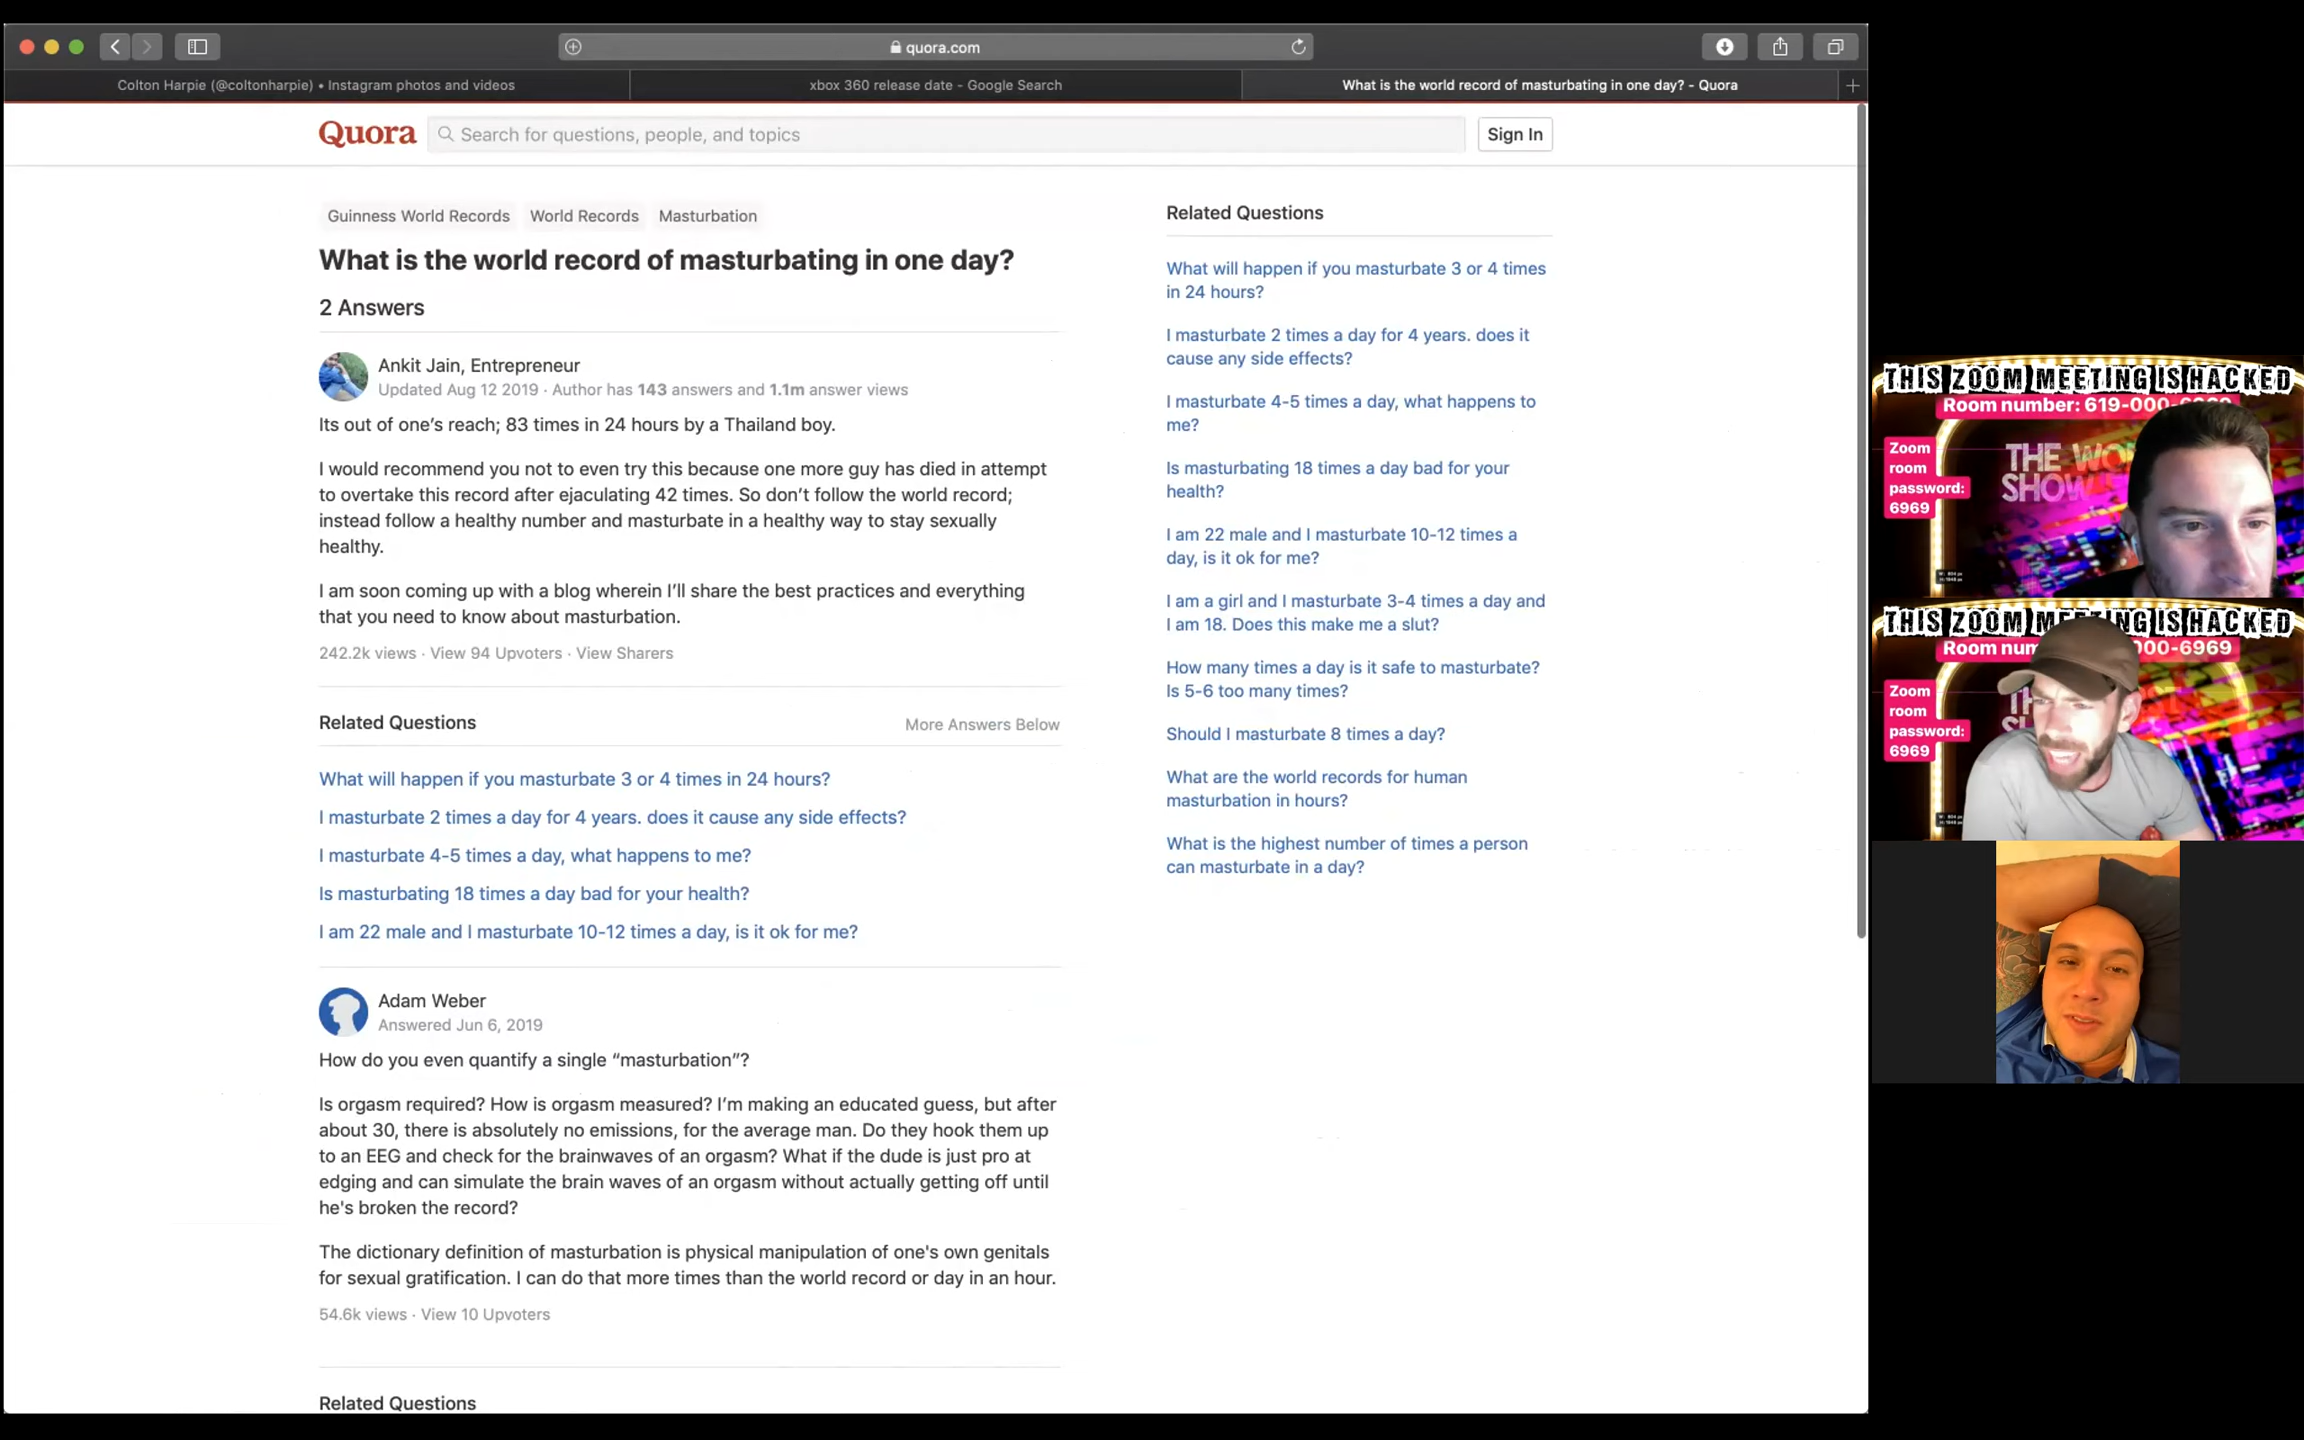 quora.com
Colton Harpie (@coltonharpie) • Instagram photos and videos
xbox 360 release date - Google Search
What is the world record of masturbating in one day? - Quora
Quora
Search for questions, people, and topics
Sign In
Guinness World Records
World Records
Masturbation
What is the world record of masturbating in one day?
2 Answers
Ankit Jain, Entrepreneur
Updated Aug 12 2019 · Author has 143 answers and 1.1m answer views
Its out of one's reach; 83 times in 24 hours by a Thailand boy.
I would recommend you not to even try this because one more guy has died in attempt
to overtake this record after ejaculating 42 times. So don't follow the world record;
instead follow a healthy number and masturbate in a healthy way to stay sexually
healthy.
I am soon coming up with a blog wherein I'll share the best practices and everything
that you need to know about masturbation.
242.2k views · View 94 Upvoters · View Sharers
Related Questions
More Answers Below
What will happen if you masturbate 3 or 4 times in 24 hours?
I masturbate 2 times a day for 4 years. does it cause any side effects?
I masturbate 4-5 times a day, what happens to me?
Is masturbating 18 times a day bad for your health?
I am 22 male and I masturbate 10-12 times a day, is it ok for me?
Adam Weber
Answered Jun 6, 2019
How do you even quantify a single “masturbation”?
Is orgasm required? How is orgasm measured? I'm making an educated guess, but after
about 30, there is absolutely no emissions, for the average man. Do they hook them up
to an EEG and check for the brainwaves of an orgasm? What if the dude is just pro at
edging and can simulate the brain waves of an orgasm without actually getting off until
he's broken the record?
The dictionary definition of masturbation is physical manipulation of one's own genitals
for sexual gratification. I can do that more times than the world record or day in an hour.
54.6k views · View 10 Upvoters
Related Questions
Related Questions
What will happen if you masturbate 3 or 4 times
in 24 hours?
I masturbate 2 times a day for 4 years. does it
cause any side effects?
I masturbate 4-5 times a day, what happens to
me?
Is masturbating 18 times a day bad for your
health?
I am 22 male and I masturbate 10-12 times a
day, is it ok for me?
I am a girl and I masturbate 3-4 times a day and
I am 18. Does this make me a slut?
How many times a day is it safe to masturbate?
Is 5-6 too many times?
Should I masturbate 8 times a day?
What are the world records for human
masturbation in hours?
What is the highest number of times a person
can masturbate in a day?
THIS ZOOM MEETING IS HACKED
Room number: 619-000-6969
Zoom
room
password:
6969
THE WO
SHOW
THIS ZOOM MEETING IS HACKED
Room num 000-6969
Zoom
room
password:
6969